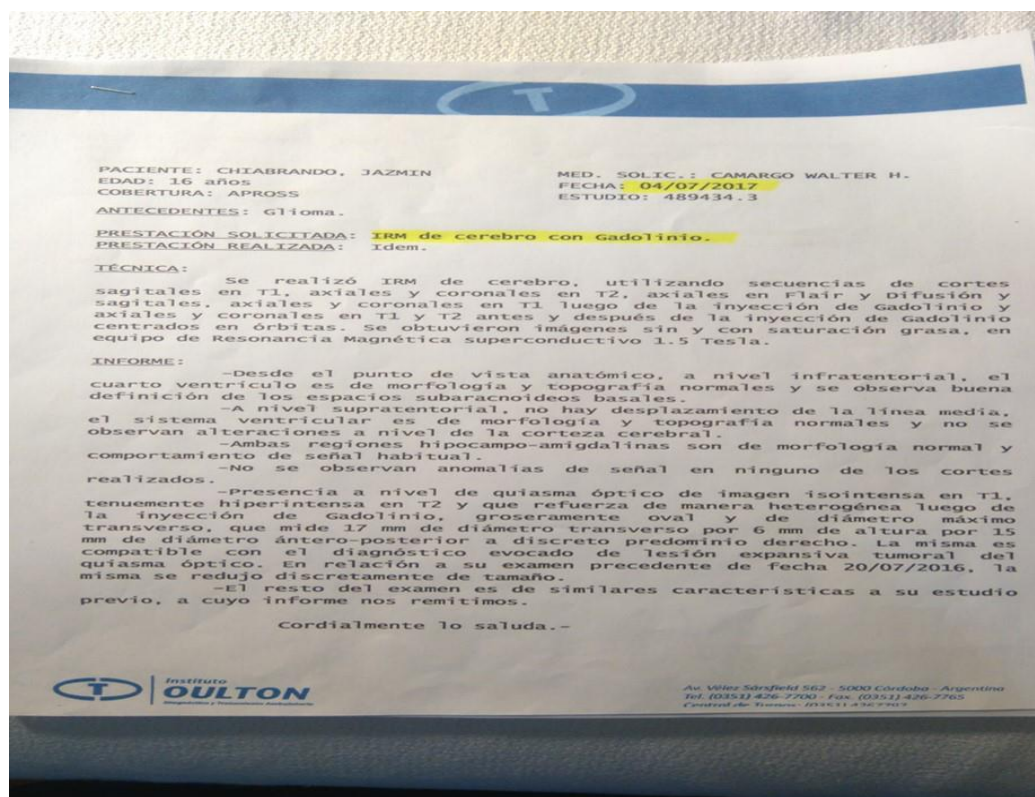 T
PACIENTE: CHIABRANDO, JAZMIN
EDAD: 16 años
COBERTURA: APROSS
MED. SOLIC.: CAMARGO WALTER H.
FECHA: 04/07/2017
ESTUDIO: 489434.3
ANTECEDENTES: Glioma.
PRESTACIÓN SOLICITADA: IRM de cerebro con Gadolinio.
PRESTACIÓN REALIZADA: Idem.
TÉCNICA:
Se realizó IRM de cerebro, utilizando secuencias de cortes
sagitales en T1, axiales y coronales en T2, axiales en Flair y Difusión y
sagitales, axiales y coronales en T1 luego de la inyección de Gadolinio y
axiales y coronales en T1 y T2 antes y después de la inyección de Gadolinio
centrados en órbitas. Se obtuvieron imágenes sin y con saturación grasa, en
equipo de Resonancia Magnética superconductivo 1.5 Tesla.
INFORME:
-Desde el punto de vista anatómico, a nivel infratentorial, el
cuarto ventrículo es de morfología y topografía normales y se observa buena
definición de los espacios subaracnoideos basales.
-A nivel supratentorial, no hay desplazamiento de la línea media,
el sistema ventricular es de morfología y topografía normales y no se
observan alteraciones a nivel de la corteza cerebral.
-Ambas regiones hipocampo-amigdalinas son de morfología normal y
comportamiento de señal habitual.
-No se observan anomalías de señal en ninguno de los cortes
realizados.
-Presencia a nivel de quiasma óptico de imagen isointensa en T1,
tenuemente hiperintensa en T2 y que refuerza de manera heterogénea luego de
la inyección de Gadolinio, groseramente oval y de diámetro máximo
transverso, que mide 17 mm de diámetro transverso por 6 mm de altura por 15
mm de diámetro ántero-posterior a discreto predominio derecho. La misma es
compatible con el diagnóstico evocado de lesión expansiva tumoral del
quiasma óptico. En relación a su examen precedente de fecha 20/07/2016, la
misma se redujo discretamente de tamaño.
-El resto del examen es de similares características a su estudio
previo, a cuyo informe nos remitimos.
Cordialmente lo saluda.-
T
Instituto
OULTON
Diagnóstico y Tratamiento Ambulatorio
Av. Vélez Sársfield 562 - 5000 Córdoba - Argentina
Tel. (0351) 426-7700 - Fax. (0351) 426-7765
Central de Turnos